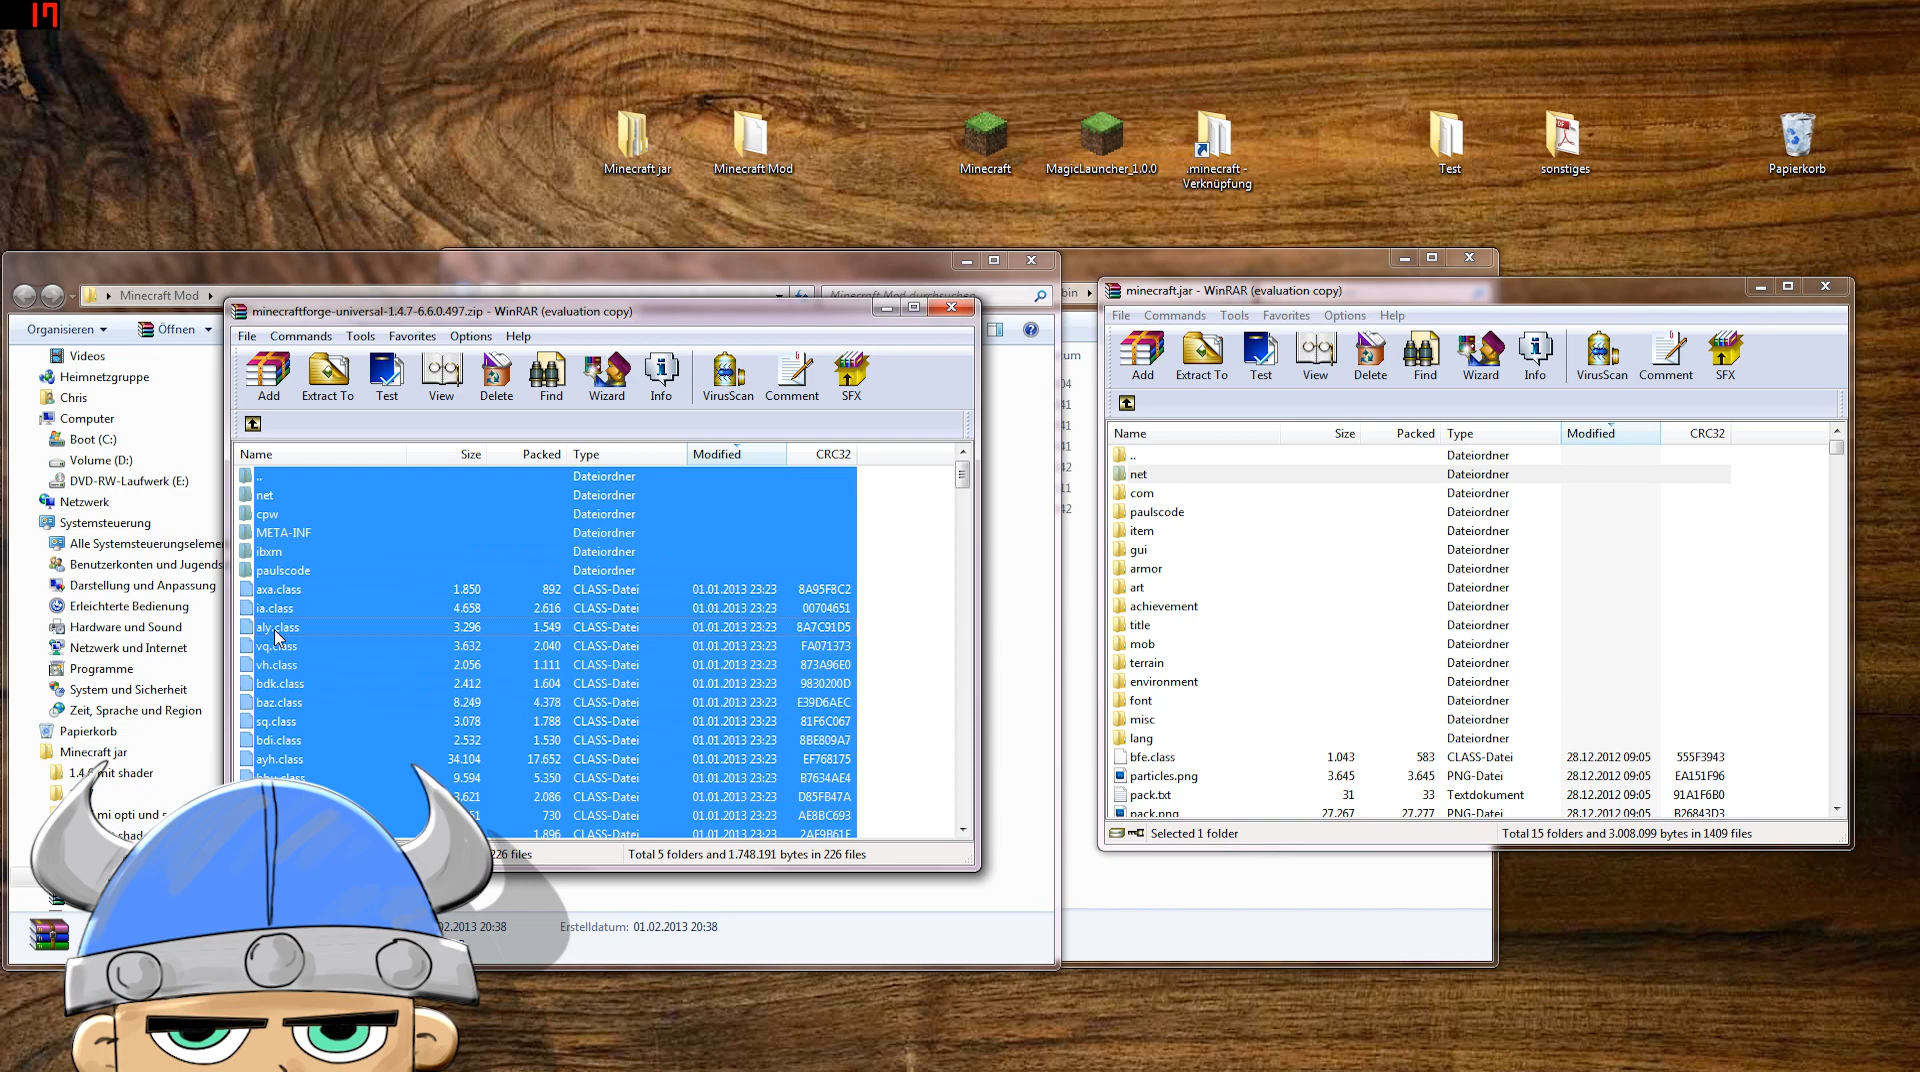 17
Minecraft jar
Minecraft Mod
Minecraft
MagicLauncher_1.0.0
.minecraft -
Verknüpfung
Test
sonstiges
Papierkorb
Minecraft Mod
Minecraft Mod durchsuchen
bin
Organisieren
Öffnen
Videos
Heimnetzgruppe
Chris
Computer
Boot (C:)
Volume (D:)
DVD-RW-Laufwerk (E:)
Netzwerk
Systemsteuerung
Alle Systemsteuerungseleme
Benutzerkonten und Jugends
Darstellung und Anpassung
Erleichterte Bedienung
Hardware und Sound
Netzwerk und Internet
Programme
System und Sicherheit
Zeit, Sprache und Region
Papierkorb
Minecraft jar
1.4.6 mit shader
mi opti und s
shad
02.2013 20:38
Erstelldatum: 01.02.2013 20:38
minecraftforge-universal-1.4.7-6.6.0.497.zip - WinRAR (evaluation copy)
File Commands Tools Favorites Options Help
Add Extract To Test View Delete Find Wizard Info VirusScan Comment SFX
Name Size Packed Type Modified CRC32
.. Dateiordner
net Dateiordner
cpw Dateiordner
META-INF Dateiordner
ibxm Dateiordner
paulscode Dateiordner
axa.class 1.850 892 CLASS-Datei 01.01.2013 23:23 8A95F8C2
ia.class 4.658 2.616 CLASS-Datei 01.01.2013 23:23 00704651
aly.class 3.296 1.549 CLASS-Datei 01.01.2013 23:23 8A7C91D5
vq.class 3.632 2.040 CLASS-Datei 01.01.2013 23:23 FA071373
vh.class 2.056 1.111 CLASS-Datei 01.01.2013 23:23 873A96E0
bdk.class 2.412 1.604 CLASS-Datei 01.01.2013 23:23 9830200D
baz.class 8.249 4.378 CLASS-Datei 01.01.2013 23:23 E39D6AEC
sq.class 3.078 1.788 CLASS-Datei 01.01.2013 23:23 81F6C067
bdi.class 2.532 1.530 CLASS-Datei 01.01.2013 23:23 8BE809A7
ayh.class 34.104 17.652 CLASS-Datei 01.01.2013 23:23 EF768175
9.594 5.350 CLASS-Datei 01.01.2013 23:23 B7634AE4
3.621 2.086 CLASS-Datei 01.01.2013 23:23 D85FB47A
51 730 CLASS-Datei 01.01.2013 23:23 AE8BC693
1.896 CLASS-Datei 01.01.2013 23:23 2AF9B61F
226 files
Total 5 folders and 1.748.191 bytes in 226 files
um
04
41
41
41
42
11
42
minecraft.jar - WinRAR (evaluation copy)
File Commands Tools Favorites Options Help
Add Extract To Test View Delete Find Wizard Info VirusScan Comment SFX
Name Size Packed Type Modified CRC32
.. Dateiordner
net Dateiordner
com Dateiordner
paulscode Dateiordner
item Dateiordner
gui Dateiordner
armor Dateiordner
art Dateiordner
achievement Dateiordner
title Dateiordner
mob Dateiordner
terrain Dateiordner
environment Dateiordner
font Dateiordner
misc Dateiordner
lang Dateiordner
bfe.class 1.043 583 CLASS-Datei 28.12.2012 09:05 555F3943
particles.png 3.645 3.645 PNG-Datei 28.12.2012 09:05 EA151F96
pack.txt 31 33 Textdokument 28.12.2012 09:05 91A1F6B0
pack.png 27.267 27.277 PNG-Datei 28.12.2012 09:05 B26843D3
Selected 1 folder
Total 15 folders and 3.008.099 bytes in 1409 files